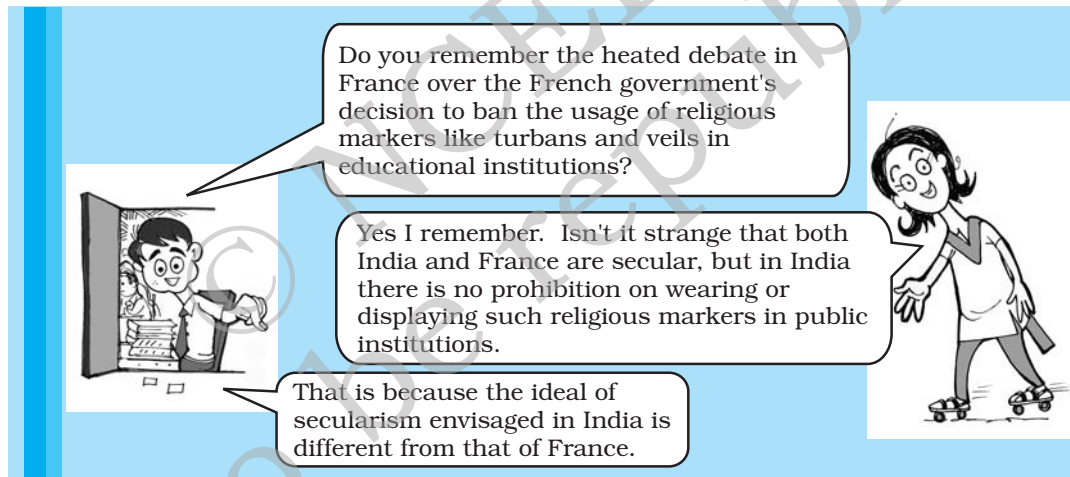 Do you remember the heated debate in
France over the French government's
decision to ban the usage of religious
markers like turbans and veils in
educational institutions?
Yes I remember. Isn't it strange that both
India and France are secular, but in India
there is no prohibition on wearing or
displaying such religious markers in public
institutions.
That is because the ideal of
secularism envisaged in India is
different from that of France.
© NCE
o be republ